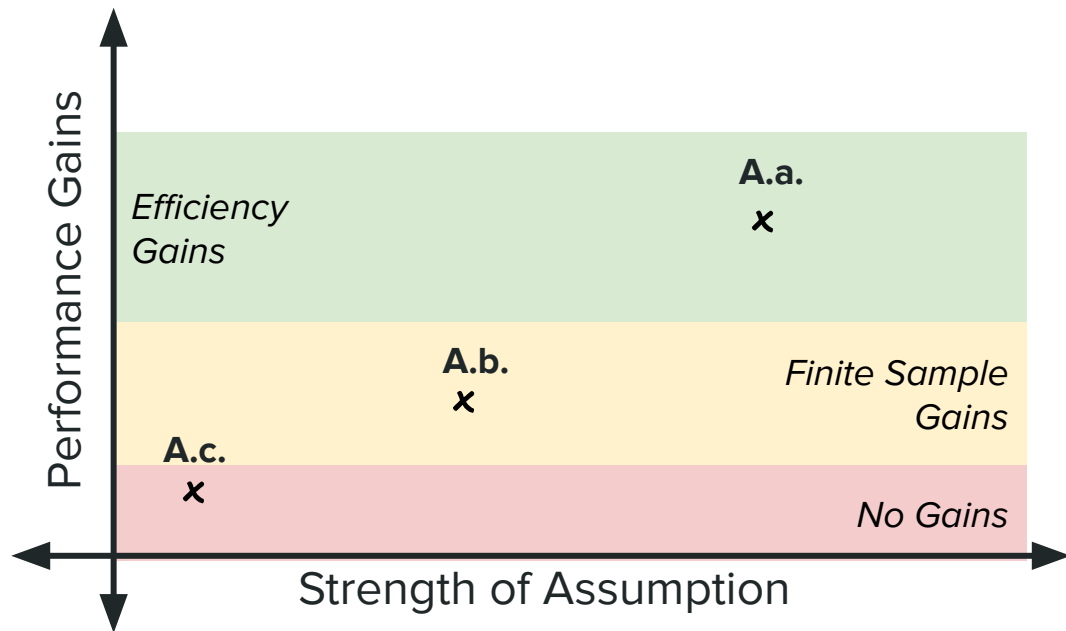 Performance Gains
A.a.
Efficiency
Gains
A.b.
Finite Sample
Gains
A.c.
No Gains
Strength of Assumption